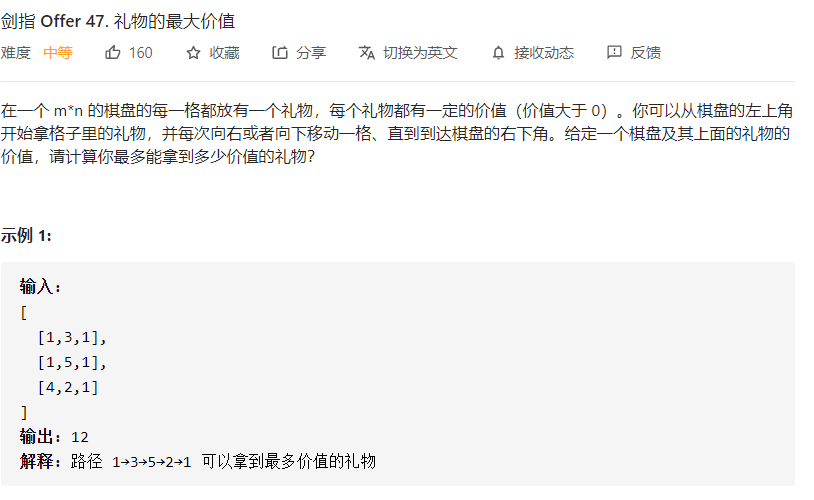 剑指 Offer 47. 礼物的最大价值
难度 中等 160 收藏 分享 切换为英文 接收动态 反馈
在一个 m*n 的棋盘的每一格都放有一个礼物，每个礼物都有一定的价值（价值大于 0）。你可以从棋盘的左上角
开始拿格子里的礼物，并每次向右或者向下移动一格、直到到达棋盘的右下角。给定一个棋盘及其上面的礼物的
价值，请计算你最多能拿到多少价值的礼物？
示例 1:
输入:
[
[1,3,1],
[1,5,1],
[4,2,1]
]
输出: 12
解释: 路径 1→3→5→2→1 可以拿到最多价值的礼物